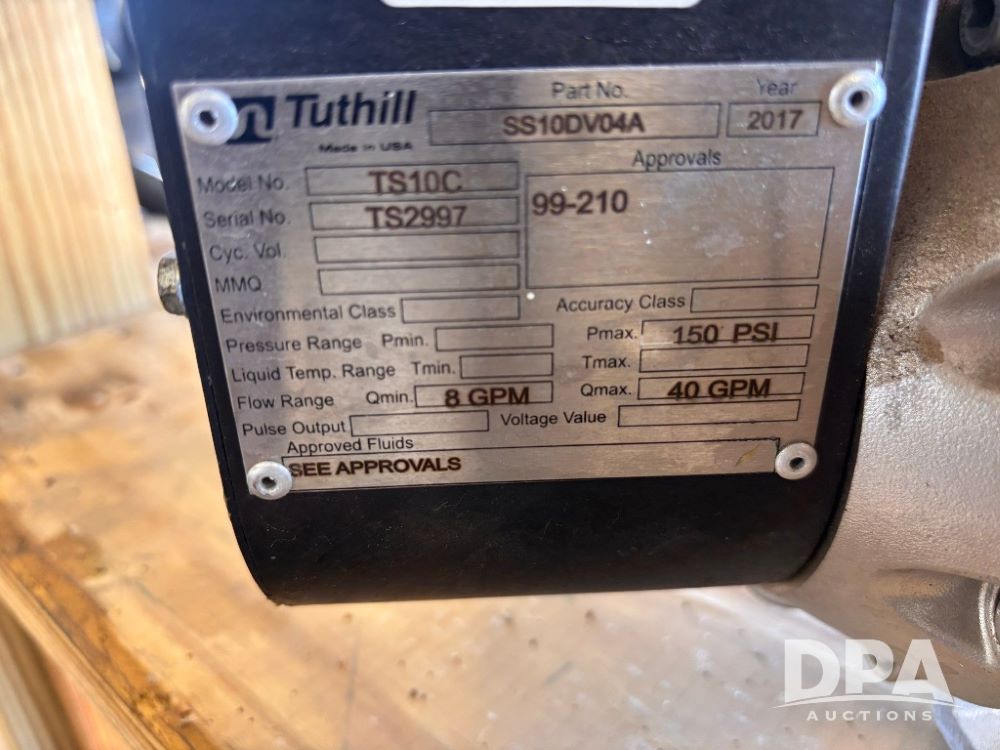 Tuthill
Made in USA
Part No. SS10DV04A
Year 2017
Model No. TS10C
Serial No. TS2997
Approvals
99-210
Cyc. Vol.
MMQ
Environmental Class
Accuracy Class
Pressure Range Pmin. Pmax. 150 PSI
Liquid Temp. Range Tmin. Tmax.
Flow Range Qmin. 8 GPM Qmax. 40 GPM
Pulse Output Voltage Value
Approved Fluids
SEE APPROVALS
DPA
AUCTIONS